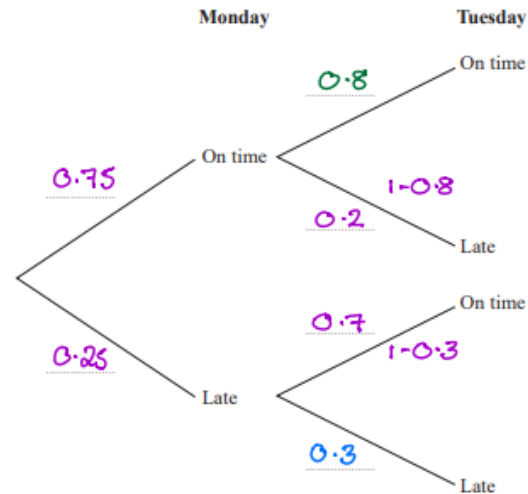 Monday Tuesday
On time
0.8
On time
0.75
1-0.8
0.2
Late
On time
0.7
1-0.3
0.25
Late
0.3
Late